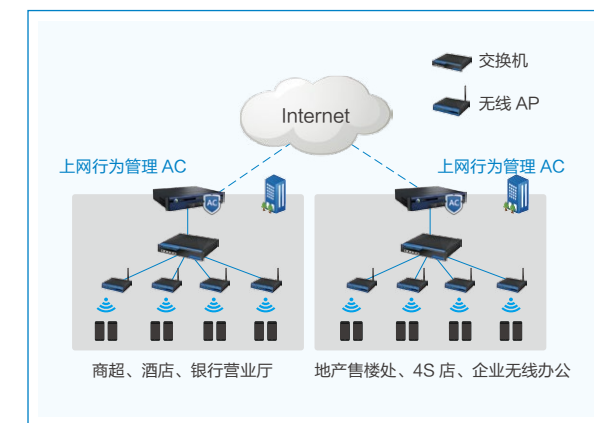 交换机
无线 AP
Internet
上网行为管理 AC
上网行为管理 AC
AC
AC
商超、酒店、银行营业厅
地产售楼处、4S 店、企业无线办公